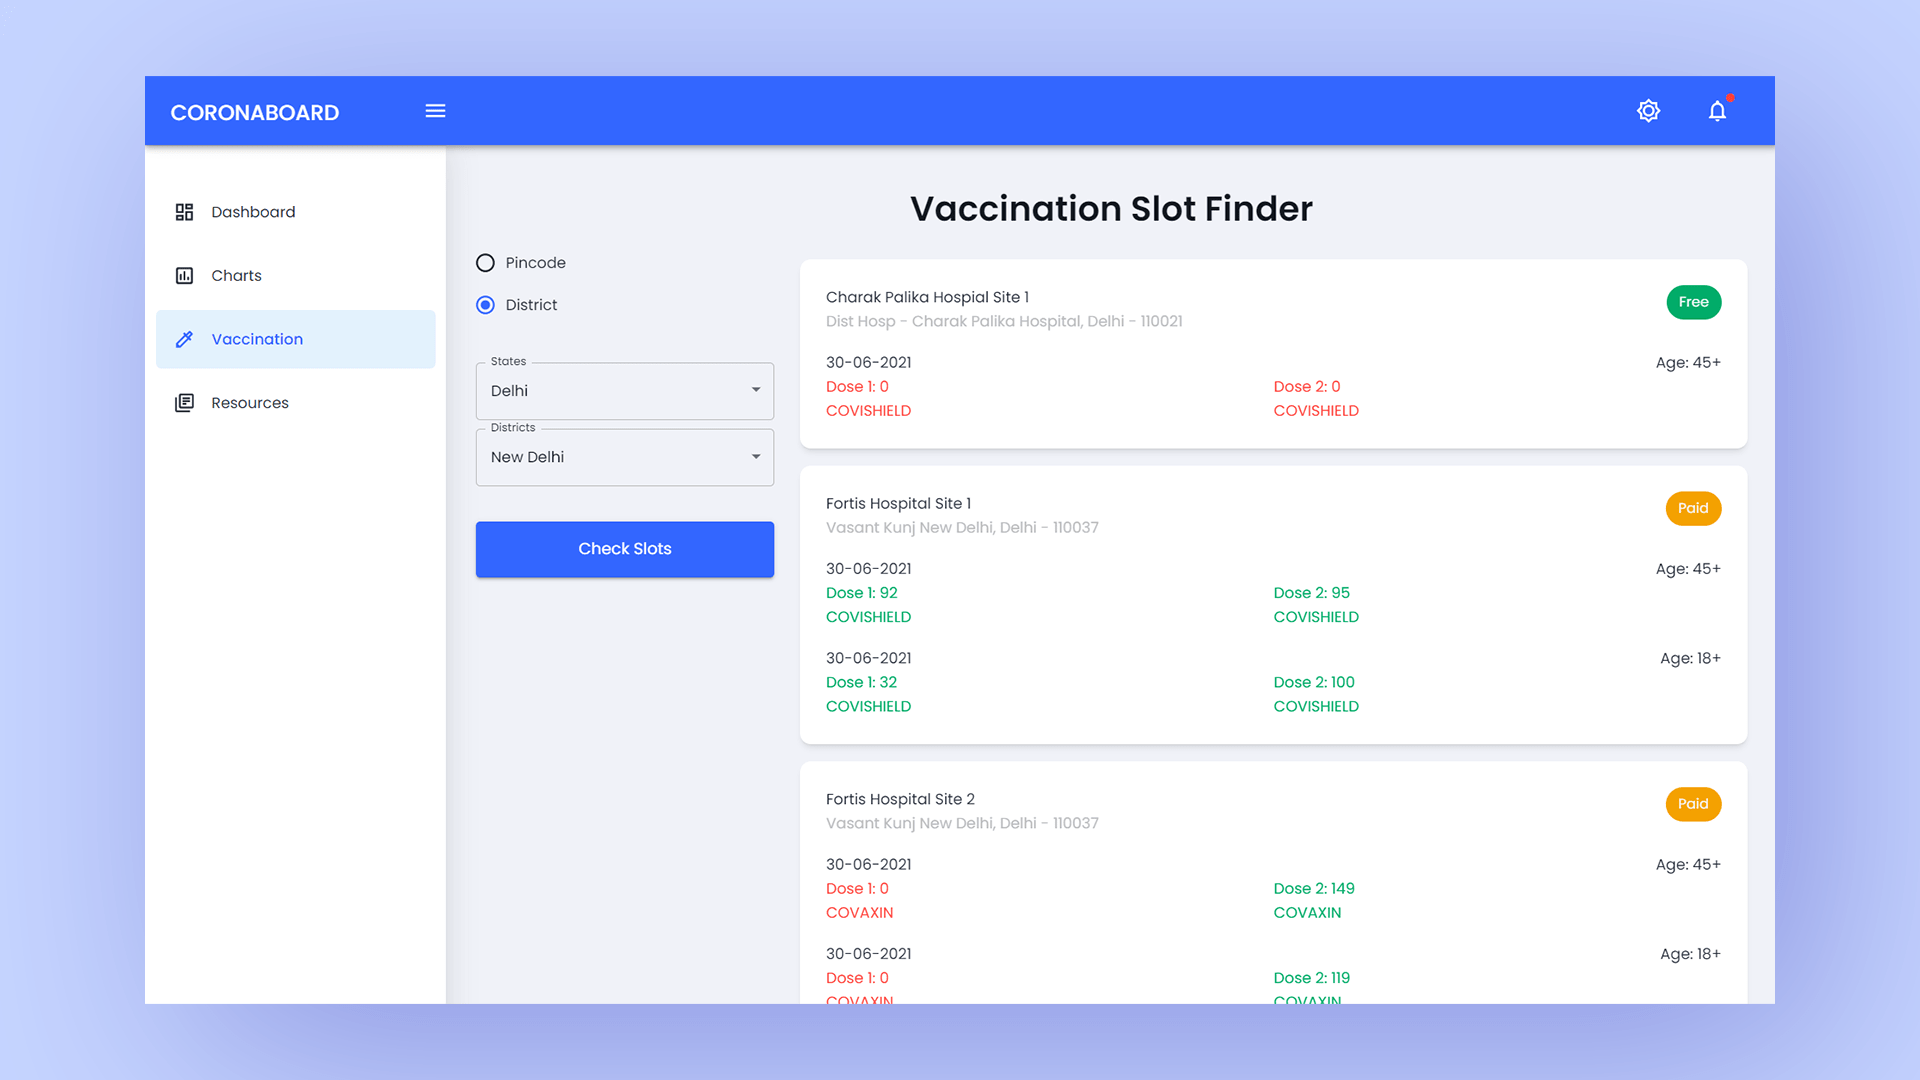 CORONABOARD
Dashboard
Charts
Vaccination
Resources
Vaccination Slot Finder
Pincode
District
States
Delhi
Districts
New Delhi
Check Slots
Charak Palika Hospial Site 1
Free
Dist Hosp - Charak Palika Hospital, Delhi - 110021
30-06-2021 Age: 45+
Dose 1: 0 Dose 2: 0
COVISHIELD COVISHIELD
Fortis Hospital Site 1
Paid
Vasant Kunj New Delhi, Delhi - 110037
30-06-2021 Age: 45+
Dose 1: 92 Dose 2: 95
COVISHIELD COVISHIELD
30-06-2021 Age: 18+
Dose 1: 32 Dose 2: 100
COVISHIELD COVISHIELD
Fortis Hospital Site 2
Paid
Vasant Kunj New Delhi, Delhi - 110037
30-06-2021 Age: 45+
Dose 1: 0 Dose 2: 149
COVAXIN COVAXIN
30-06-2021 Age: 18+
Dose 1: 0 Dose 2: 119
COVAXIN COVAXIN